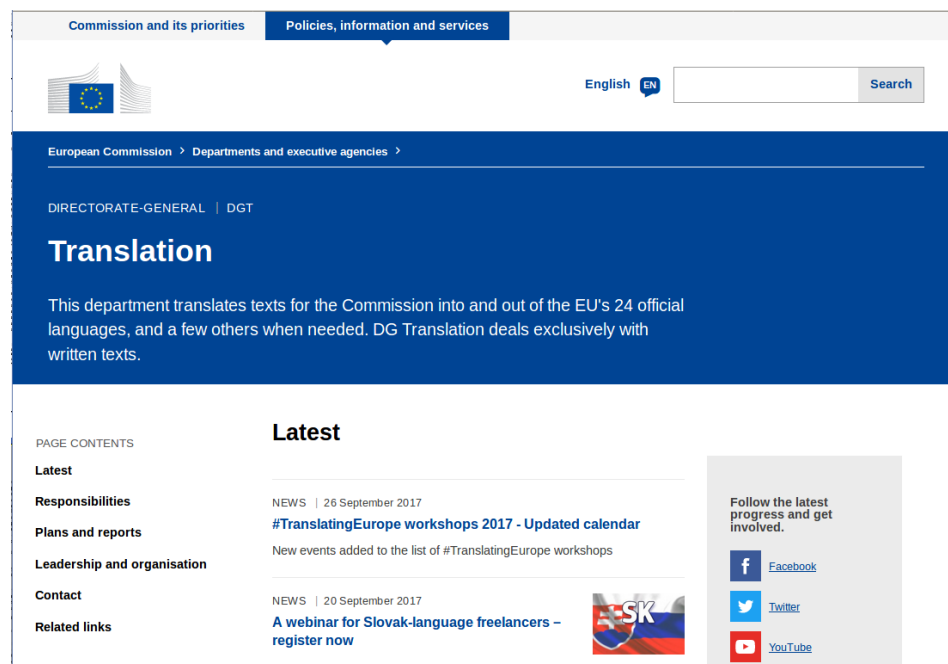 Commission and its priorities
Policies, information and services
English EN
Search
European Commission > Departments and executive agencies >
DIRECTORATE-GENERAL | DGT
Translation
This department translates texts for the Commission into and out of the EU's 24 official
languages, and a few others when needed. DG Translation deals exclusively with
written texts.
PAGE CONTENTS
Latest
Responsibilities
Plans and reports
Leadership and organisation
Contact
Related links
Latest
NEWS | 26 September 2017
#TranslatingEurope workshops 2017 - Updated calendar
New events added to the list of #TranslatingEurope workshops
NEWS | 20 September 2017
A webinar for Slovak-language freelancers –
register now
SK
Follow the latest
progress and get
involved.
Facebook
Twitter
YouTube